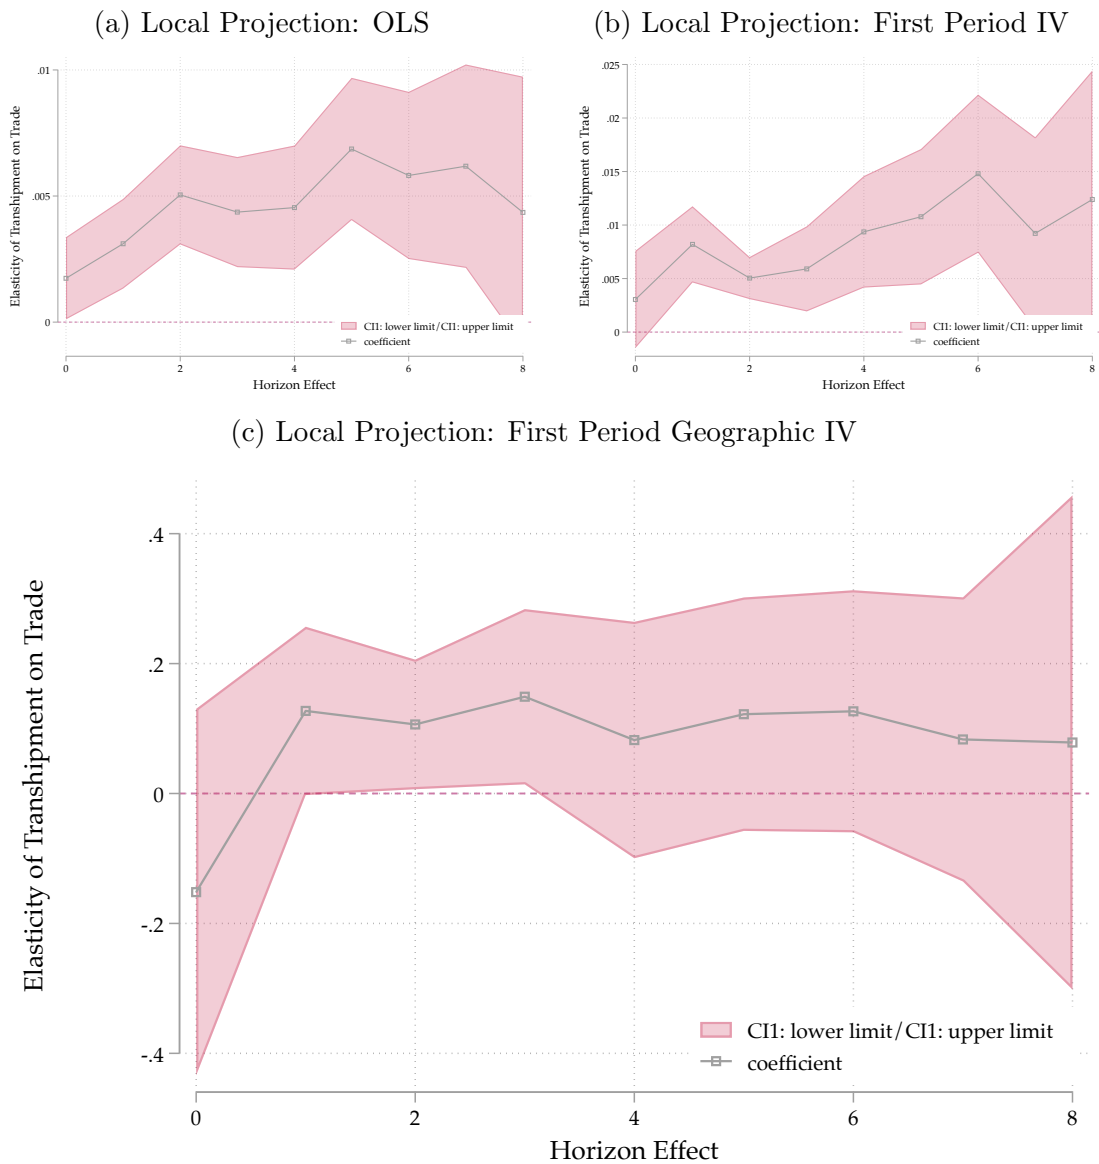 (a) Local Projection: OLS
.01
.005
0
Elasticity of Transhipment on Trade
CI1: lower limit/CI1: upper limit
coefficient
0 2 4 6 8
Horizon Effect
(b) Local Projection: First Period IV
.025
.02
.015
.01
.005
0
Elasticity of Transhipment on Trade
CI1: lower limit/CI1: upper limit
coefficient
0 2 4 6 8
Horizon Effect
(c) Local Projection: First Period Geographic IV
.4
.2
0
-.2
-.4
Elasticity of Transhipment on Trade
CI1: lower limit/CI1: upper limit
coefficient
0 2 4 6 8
Horizon Effect